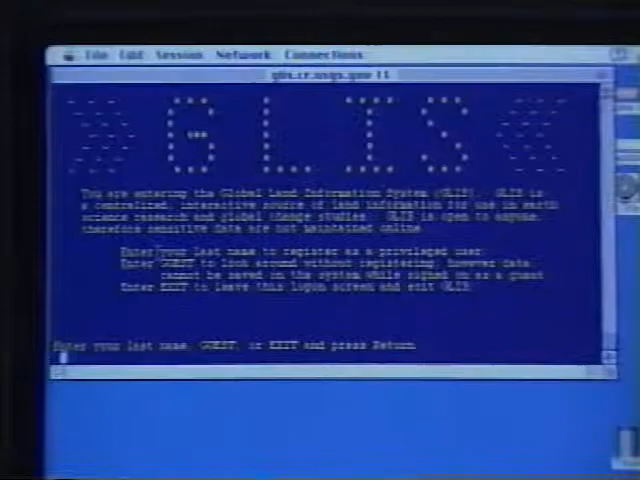 File Edit Session Network Connections
glis.cr.usgs.gov (1
GLIS
You are entering the Global Land Information System (GLIS). GLIS is
a centralized, interactive source of land information for use in earth
science research and global change studies. GLIS is open to anyone,
therefore sensitive data are not maintained online
Enter your last name to register as a privileged user
Enter GUEST to look around without registering, however data
cannot be saved on the system while signed on as a guest
Enter EXIT to leave this logon screen and exit GLIS
Enter your last name, GUEST, or EXIT and press Return